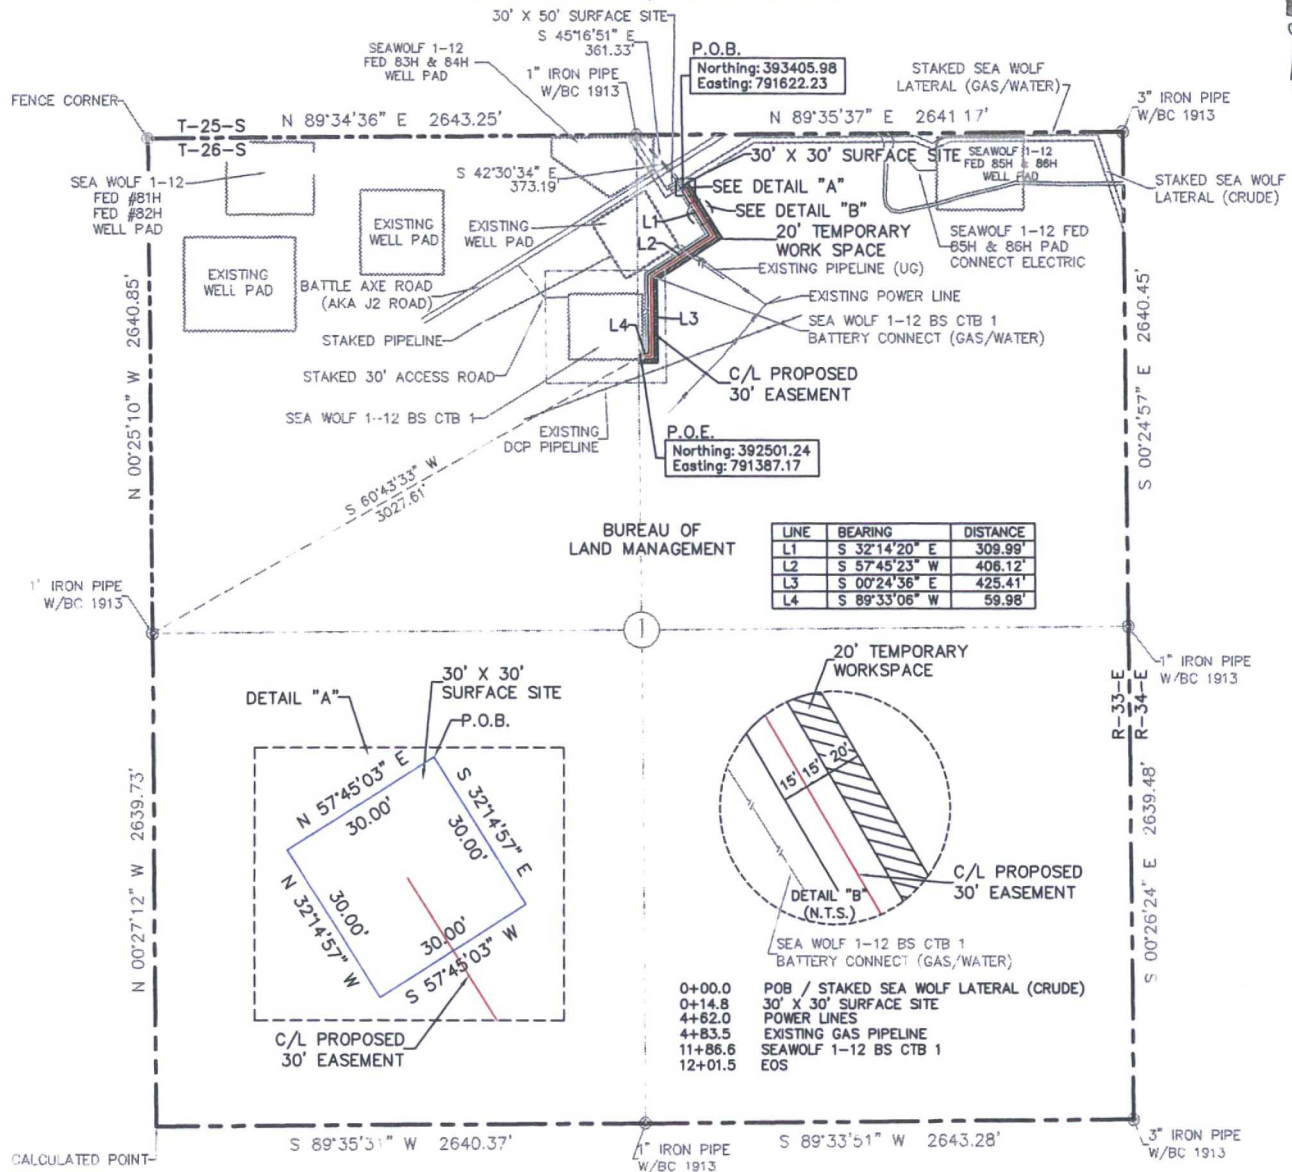 30' X 50' SURFACE SITE
S 45°16'51" E
361.33'
SEAWOLF 1-12
FED 83H & 84H
WELL PAD
1" IRON PIPE
W/BC 1913
P.O.B.
Northing: 393405.98
Easting: 791622.23
STAKED SEA WOLF
LATERAL (GAS/WATER)
3" IRON PIPE
W/BC 1913
FENCE CORNER
T-25-S
T-26-S
N 89°34'36" E 2643.25'
N 89°35'37" E 2641.17'
30' X 30' SURFACE SITE
SEAWOLF 1-12
FED 85H & 86H
WELL PAD
S 42°30'34" E
373.19'
SEE DETAIL "A"
SEA WOLF 1-12
FED #81H
FED #82H
WELL PAD
STAKED SEA WOLF
LATERAL (CRUDE)
EXISTING
WELL PAD
EXISTING
WELL PAD
L1
SEE DETAIL "B"
20' TEMPORARY
WORK SPACE
L2
SEAWOLF 1-12 FED
85H & 86H PAD
CONNECT ELECTRIC
EXISTING
WELL PAD
BATTLE AXE ROAD
(AKA J2 ROAD)
EXISTING PIPELINE (UG)
EXISTING POWER LINE
N 00°25'10" W 2640.85'
S 00°24'57" E 2640.45'
STAKED PIPELINE
L4
L3
SEA WOLF 1-12 BS CTB 1
BATTERY CONNECT (GAS/WATER)
STAKED 30' ACCESS ROAD
C/L PROPOSED
30' EASEMENT
SEA WOLF 1--12 BS CTB 1
EXISTING
DCP PIPELINE
P.O.E.
Northing: 392501.24
Easting: 791387.17
S 60°43'33" W
3027.61'
BUREAU OF
LAND MANAGEMENT
LINE BEARING DISTANCE
L1 S 32°14'20" E 309.99'
L2 S 57°45'23" W 406.12'
L3 S 00°24'36" E 425.41'
L4 S 89°33'06" W 59.98'
1' IRON PIPE
W/BC 1913
1
1" IRON PIPE
W/BC 1913
R-33-E
R-34-E
DETAIL "A"
30' X 30'
SURFACE SITE
P.O.B.
N 57°45'03" E
30.00'
S 32°14'57" E
30.00'
N 32°14'57" W
30.00'
30.00'
S 57°45'03" W
C/L PROPOSED
30' EASEMENT
20' TEMPORARY
WORKSPACE
15' 15' 20'
C/L PROPOSED
30' EASEMENT
DETAIL "B"
(N.T.S.)
SEA WOLF 1-12 BS CTB 1
BATTERY CONNECT (GAS/WATER)
N 00°27'12" W 2639.73'
S 00°26'24" E 2639.48'
0+00.0 POB / STAKED SEA WOLF LATERAL (CRUDE)
0+14.8 30' X 30' SURFACE SITE
4+62.0 POWER LINES
4+83.5 EXISTING GAS PIPELINE
11+86.6 SEAWOLF 1-12 BS CTB 1
12+01.5 EOS
S 89°35'31" W 2640.37'
S 89°33'51" W 2643.28'
CALCULATED POINT
1" IRON PIPE
W/BC 1913
3" IRON PIPE
W/BC 1913